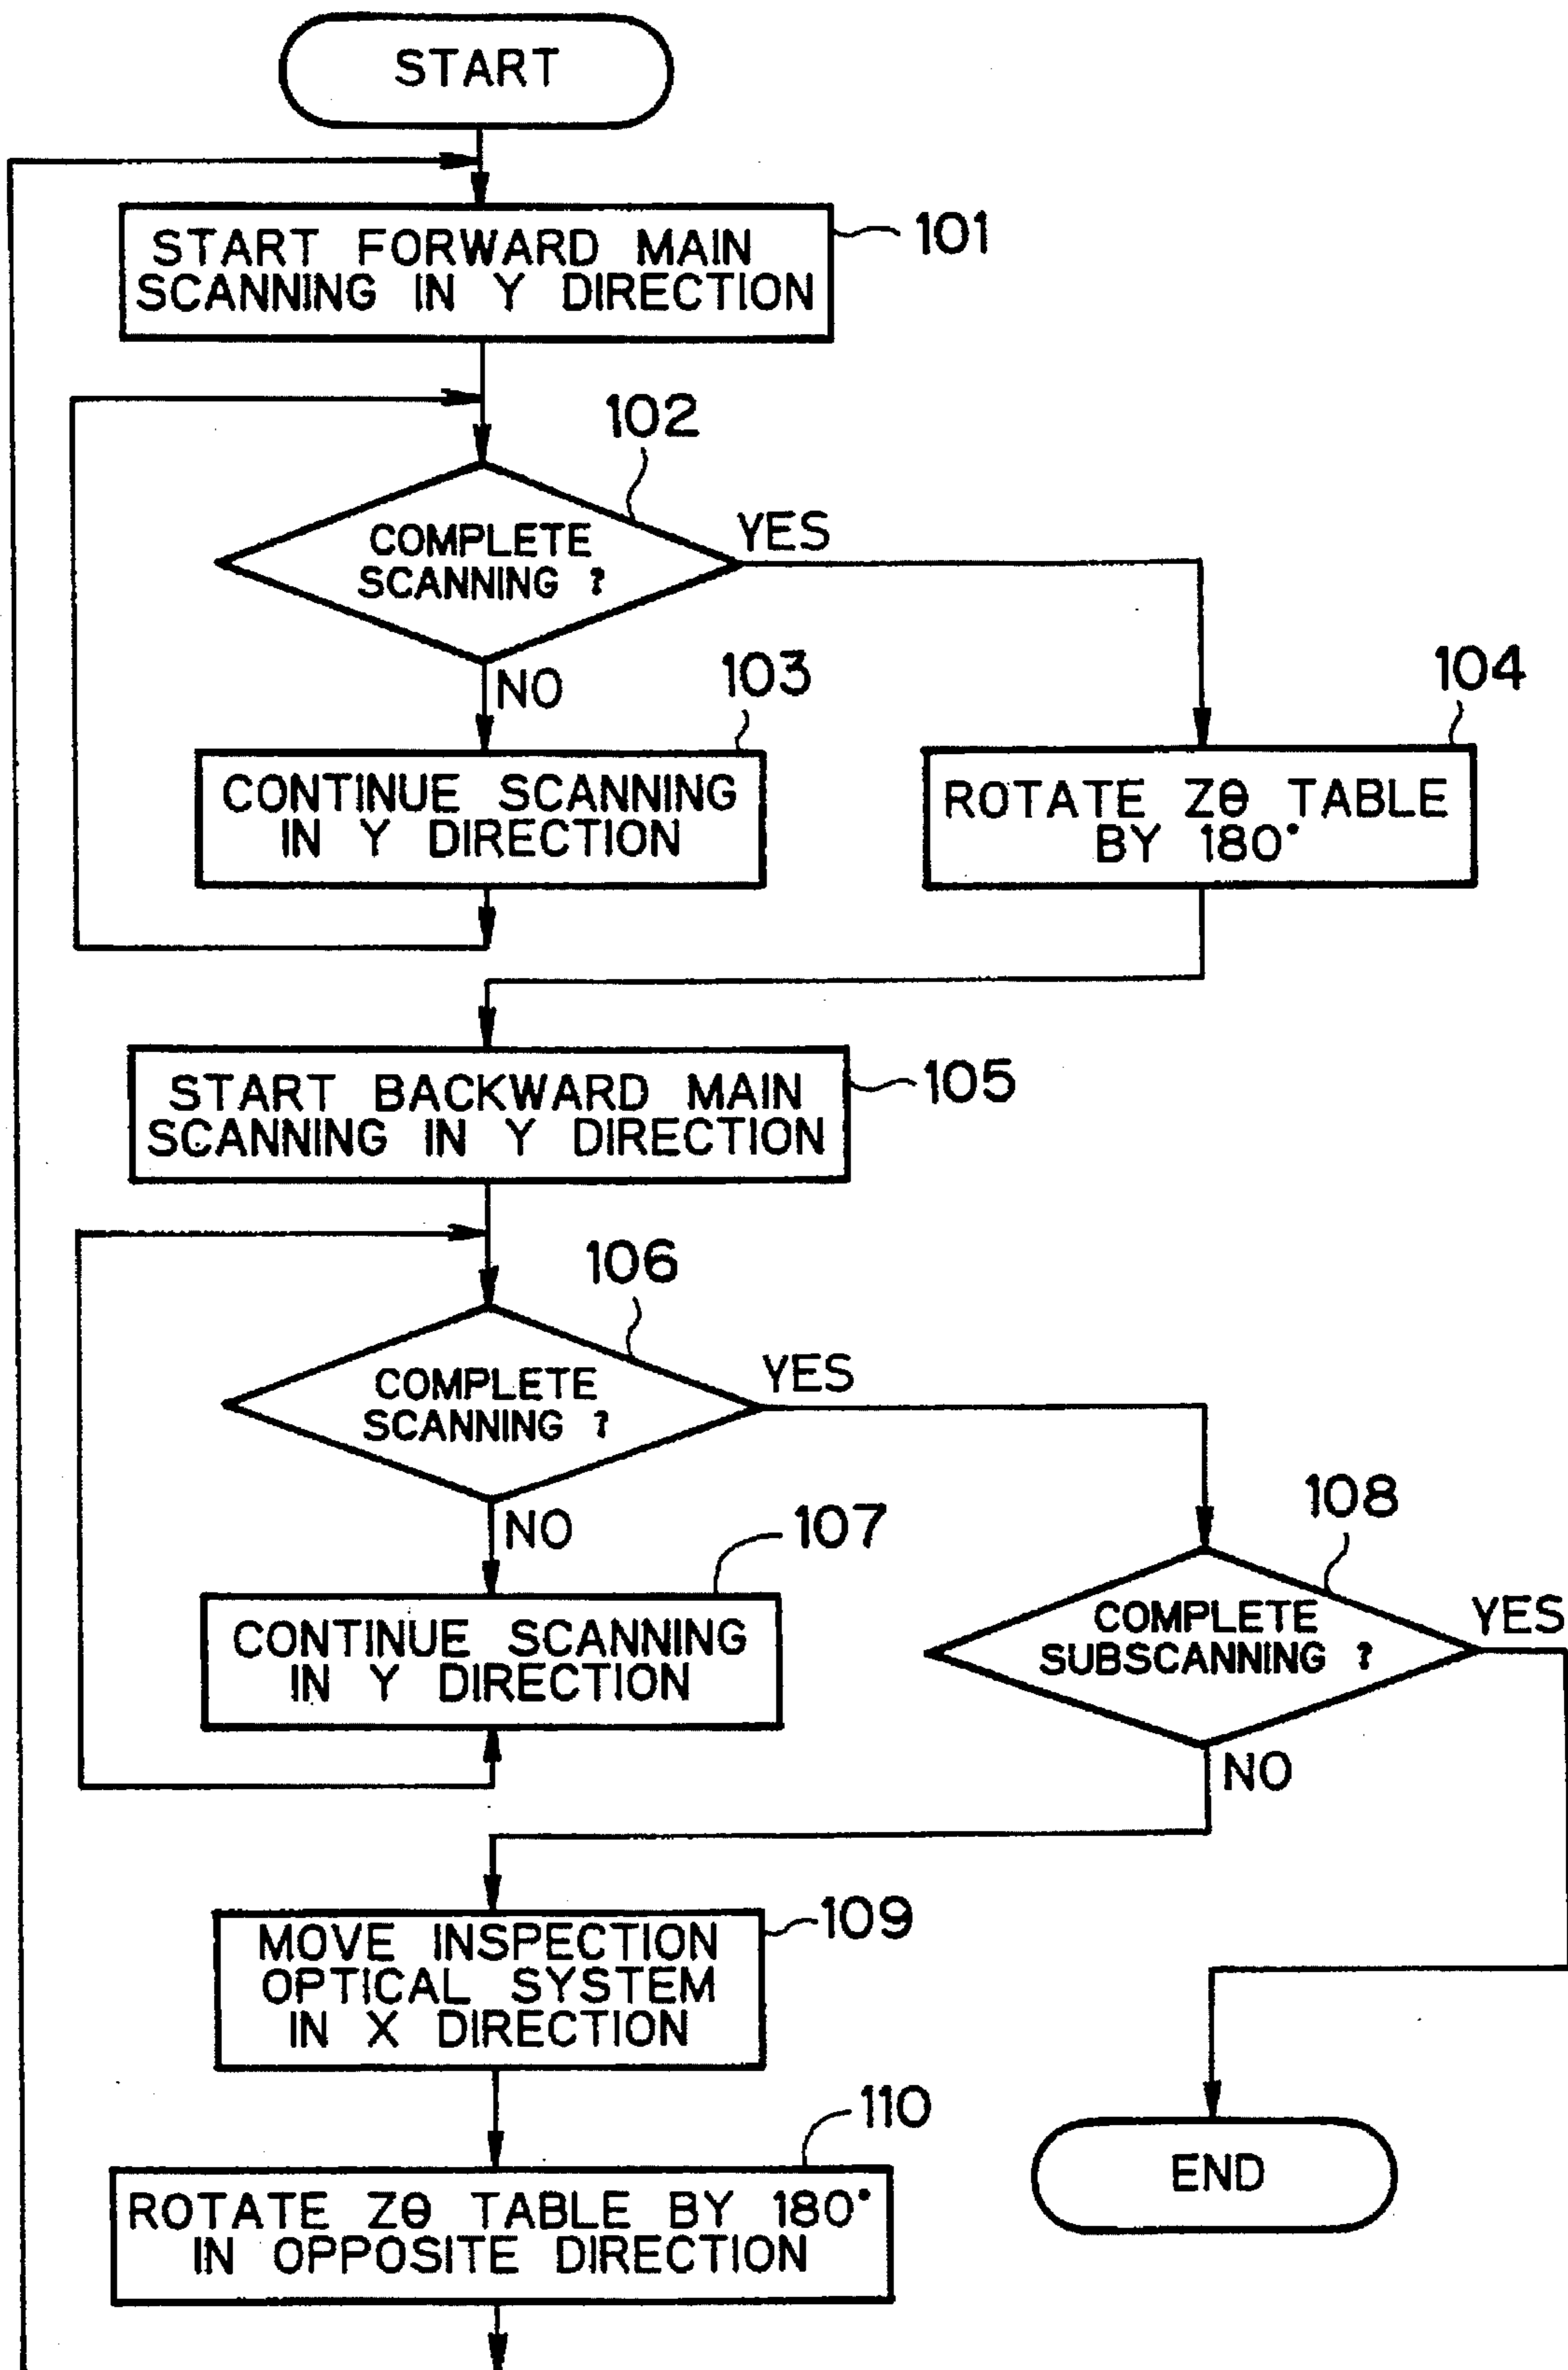 START
START FORWARD MAIN
SCANNING IN Y DIRECTION
101
102
COMPLETE
SCANNING ?
YES
NO
103
CONTINUE SCANNING
IN Y DIRECTION
104
ROTATE Zθ TABLE
BY 180°
START BACKWARD MAIN
SCANNING IN Y DIRECTION
105
106
COMPLETE
SCANNING ?
YES
NO
107
CONTINUE SCANNING
IN Y DIRECTION
108
COMPLETE
SUBSCANNING ?
YES
NO
109
MOVE INSPECTION
OPTICAL SYSTEM
IN X DIRECTION
110
ROTATE Zθ TABLE BY 180°
IN OPPOSITE DIRECTION
END